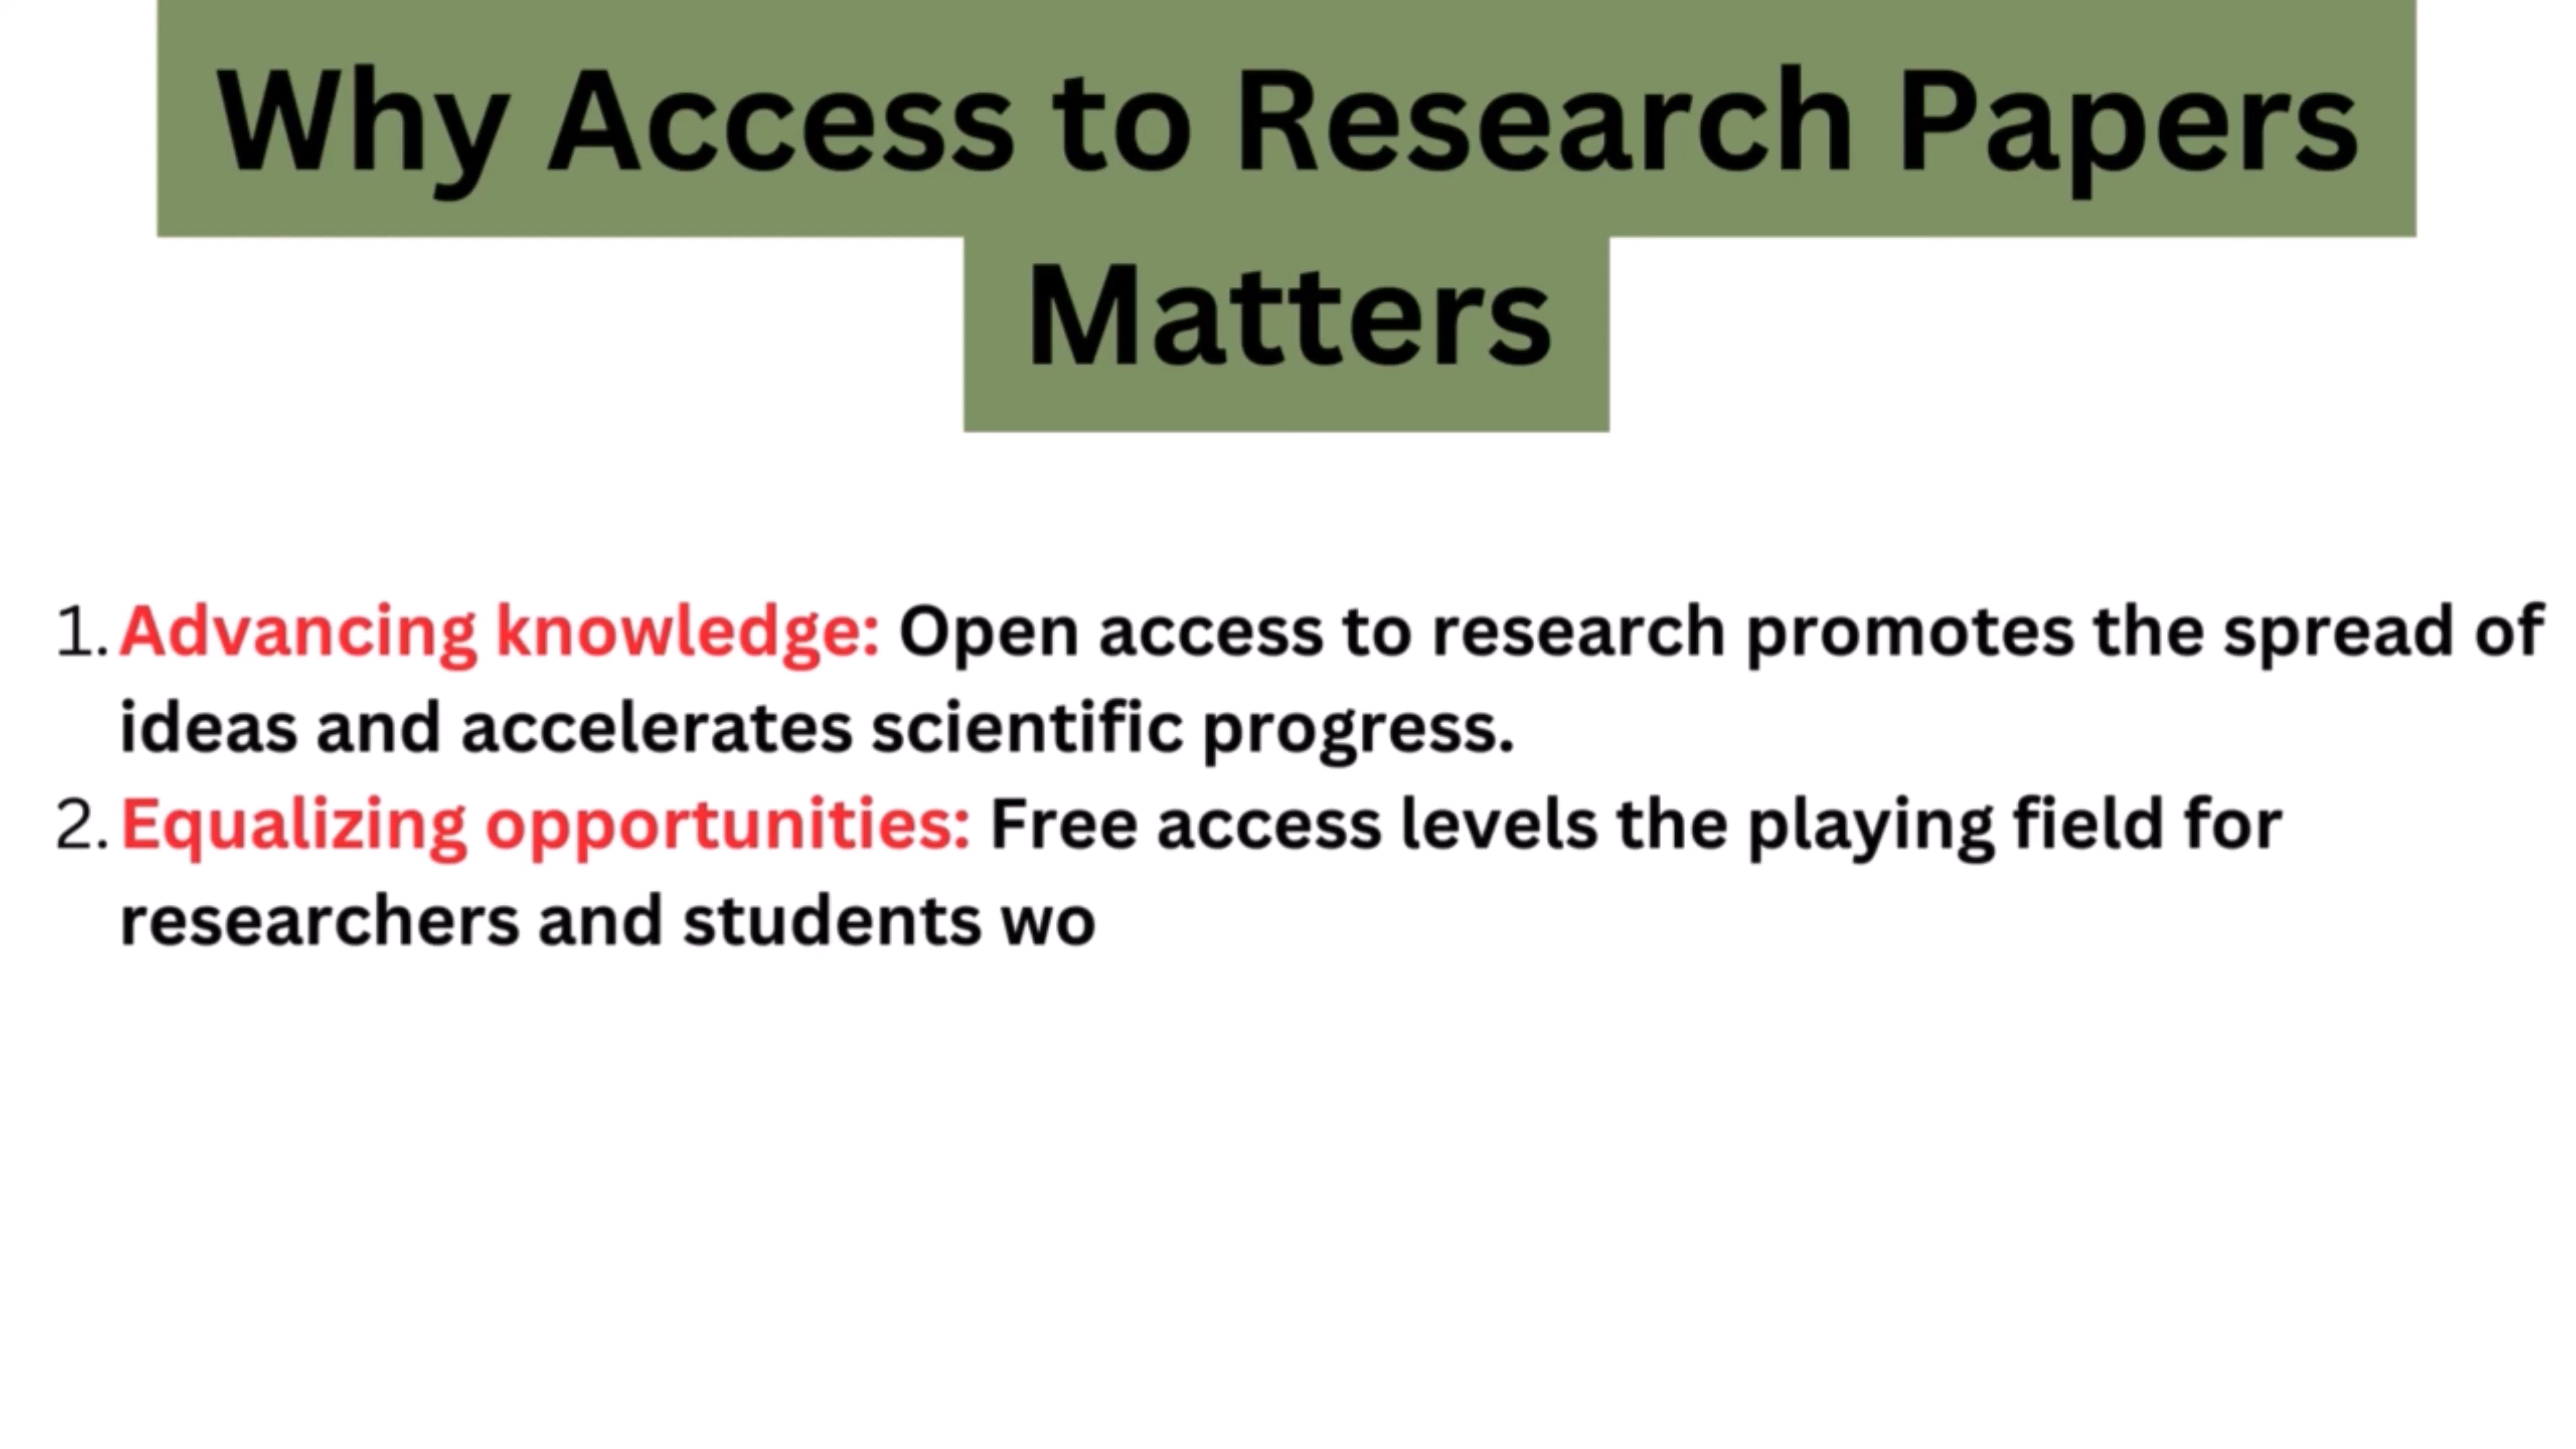 Why Access to Research Papers
Matters
1. Advancing knowledge: Open access to research promotes the spread of
ideas and accelerates scientific progress.
2. Equalizing opportunities: Free access levels the playing field for
researchers and students wo